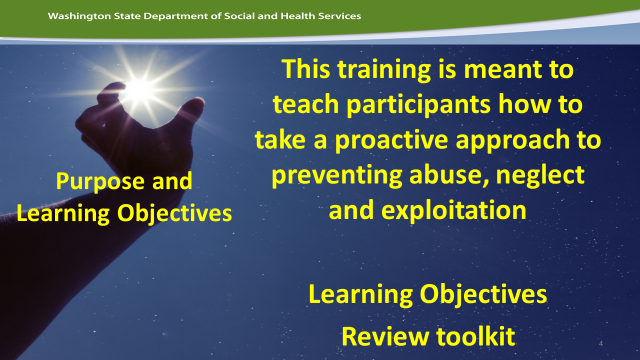 Washington State Department of Social and Health Services
Purpose and
Learning Objectives
This training is meant to
teach participants how to
take a proactive approach to
preventing abuse, neglect
and exploitation
Learning Objectives
Review toolkit
4